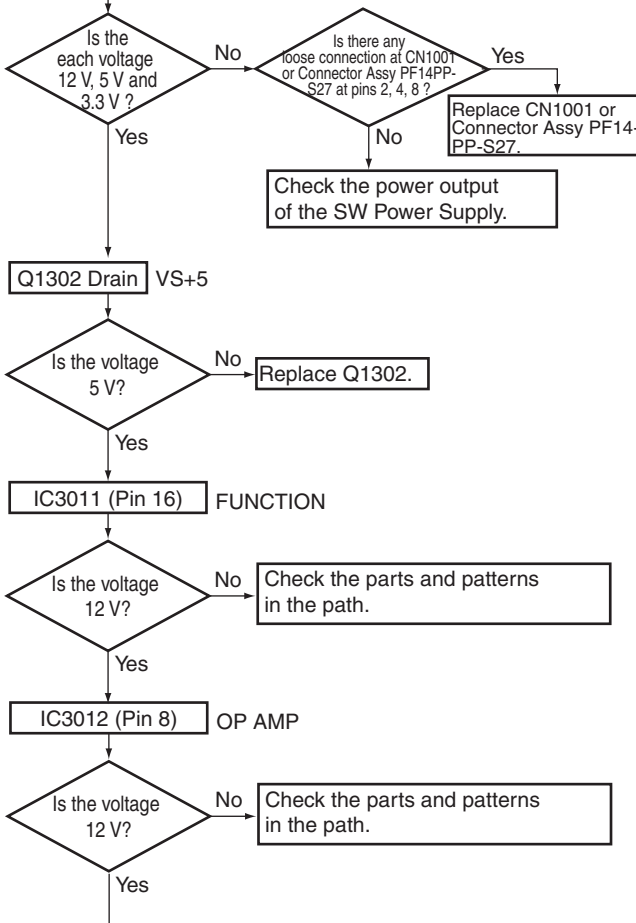 Is the
each voltage
12 V, 5 V and
3.3 V ?
No
Is there any
loose connection at CN1001
or Connector Assy PF14PP-
S27 at pins 2, 4, 8 ?
Yes
Replace CN1001 or
Connector Assy PF14-
PP-S27.
No
Check the power output
of the SW Power Supply.
Yes
Q1302 Drain
VS+5
Is the voltage
5 V?
No
Replace Q1302.
Yes
IC3011 (Pin 16)
FUNCTION
Is the voltage
12 V?
No
Check the parts and patterns
in the path.
Yes
IC3012 (Pin 8)
OP AMP
Is the voltage
12 V?
No
Check the parts and patterns
in the path.
Yes